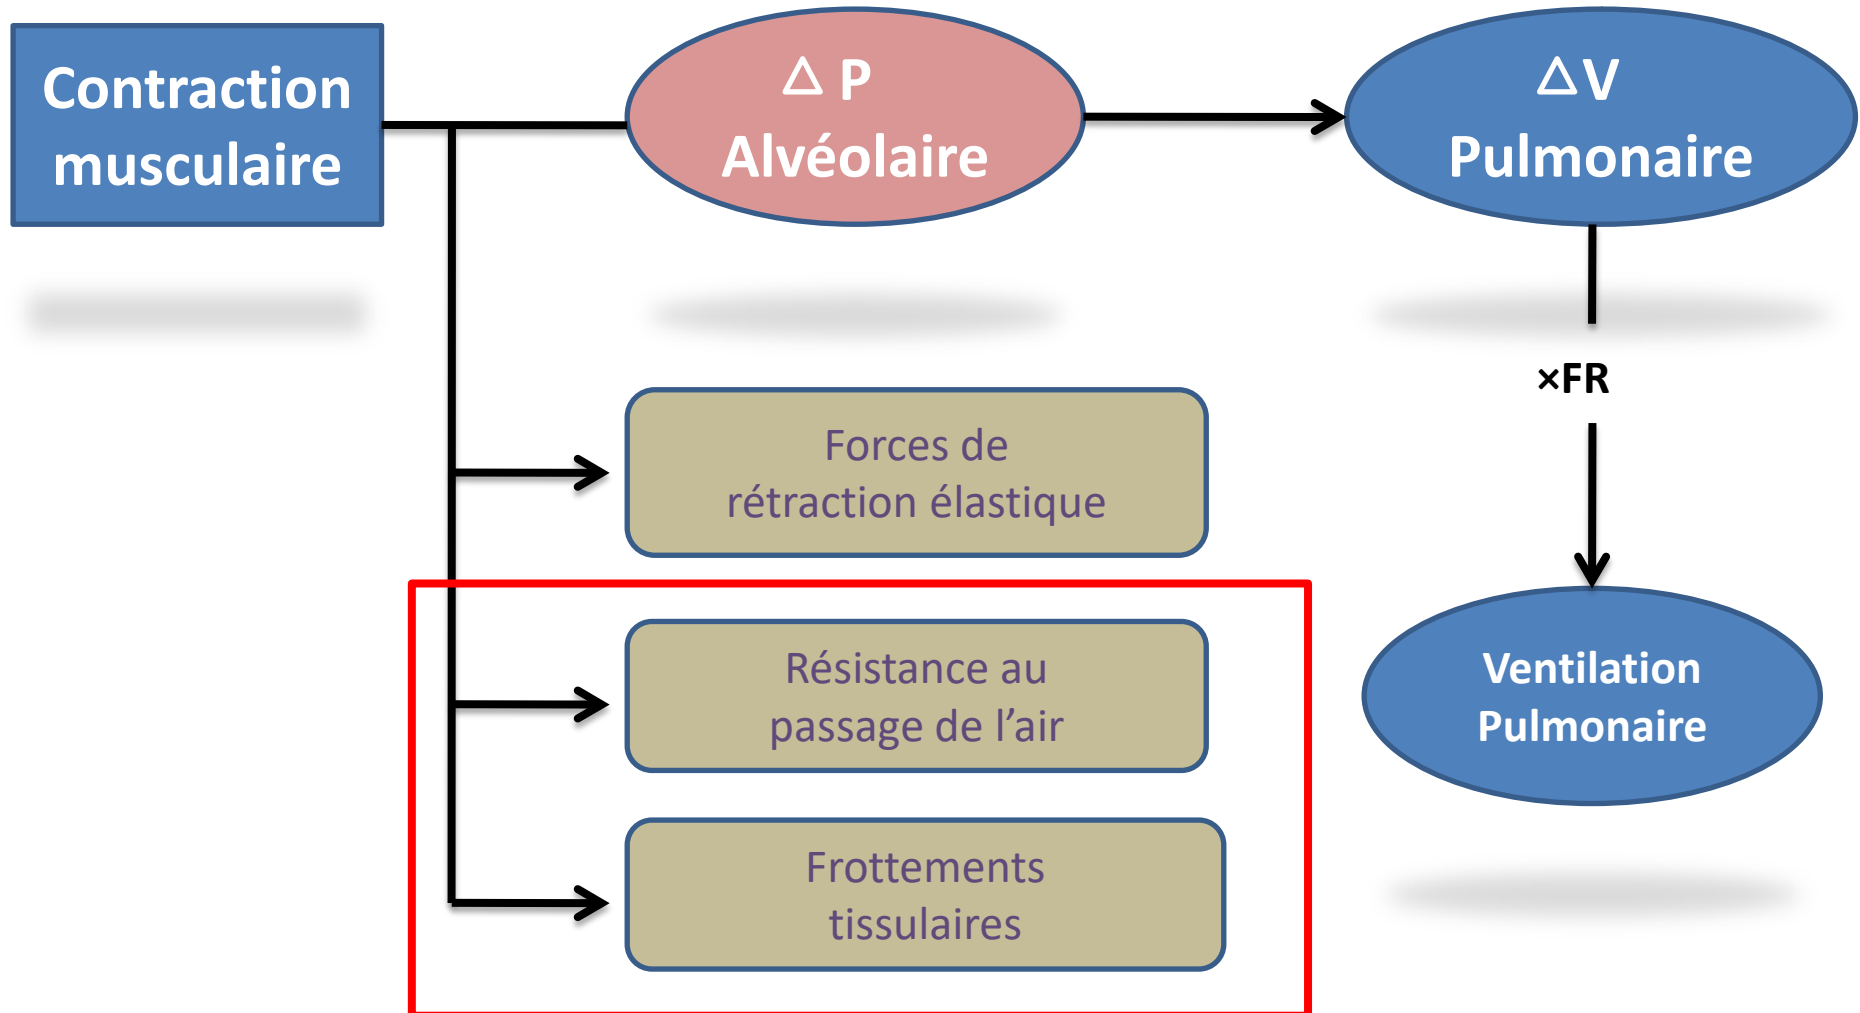 Contraction
musculaire
△ P
Alvéolaire
△V
Pulmonaire
×FR
Forces de
rétraction élastique
Résistance au
passage de l’air
Ventilation
Pulmonaire
Frottements
tissulaires